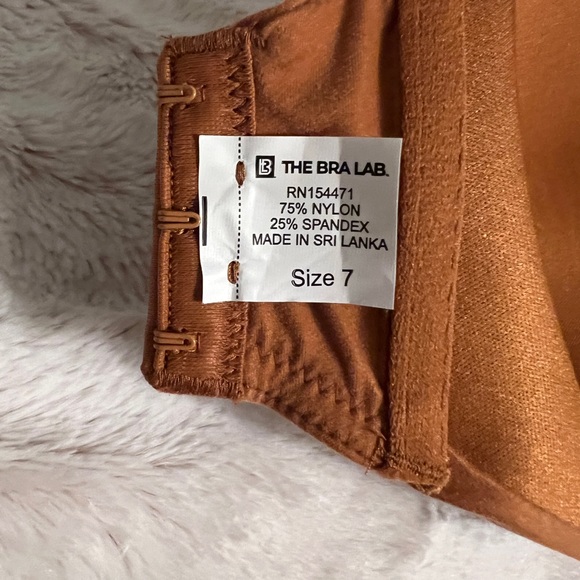 B THE BRA LAB.
RN154471
75% NYLON
25% SPANDEX
MADE IN SRI LANKA
Size 7